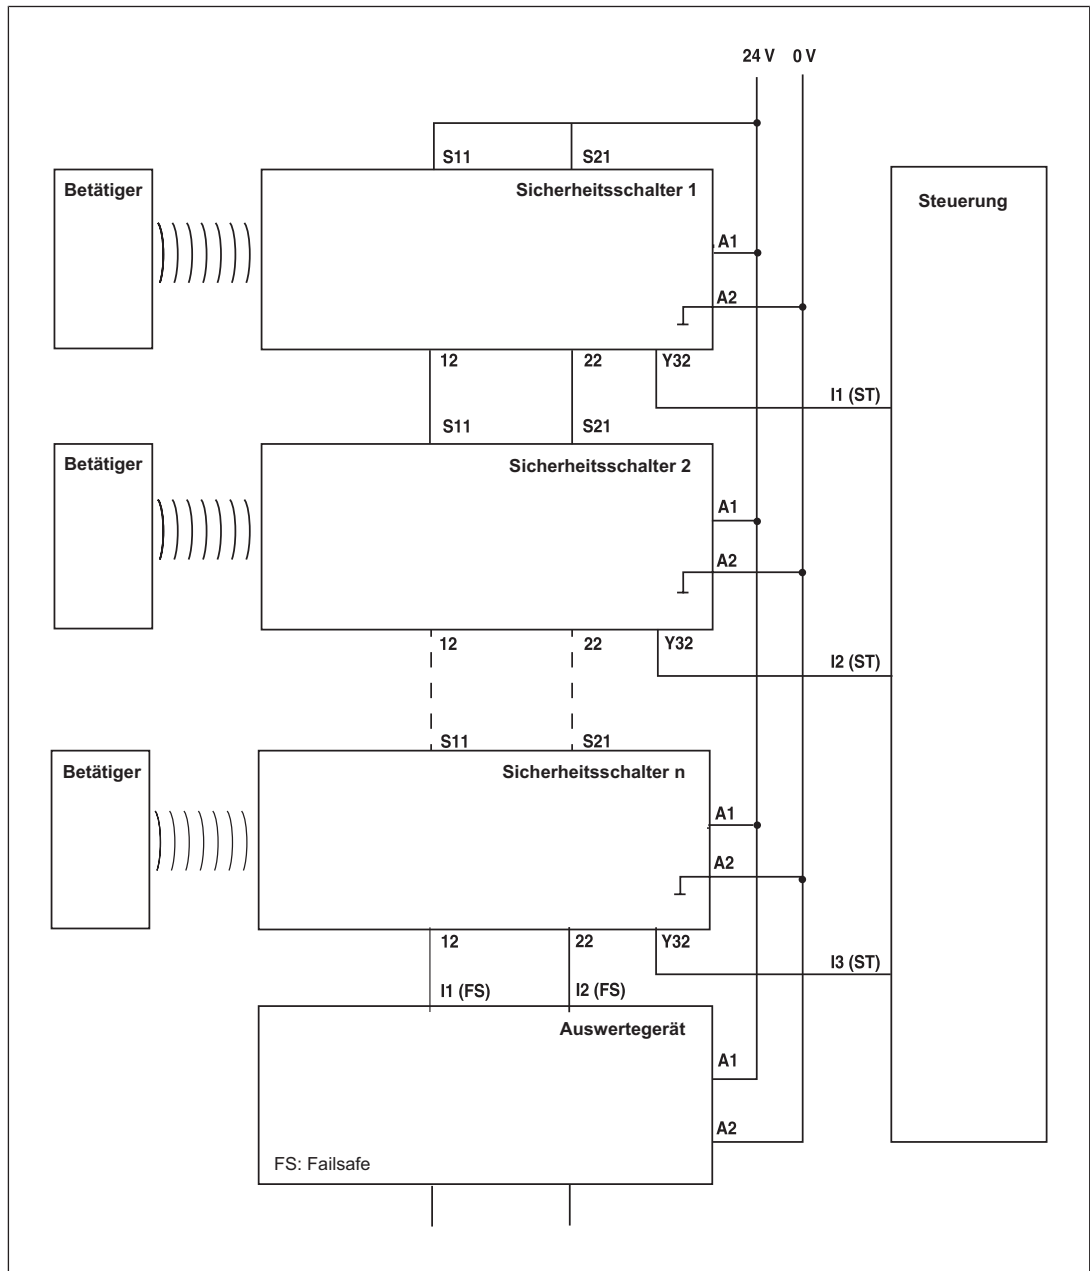 24 V 0 V
S11 S21
Betätiger Sicherheitsschalter 1 Steuerung
A1
A2
12 22 Y32
I1 (ST)
S11 S21
Betätiger Sicherheitsschalter 2
A1
A2
12 22 Y32
I2 (ST)
S11 S21
Betätiger Sicherheitsschalter n
A1
A2
12 22 Y32
I3 (ST)
I1 (FS) I2 (FS)
Auswertegerät
A1
A2
FS: Failsafe